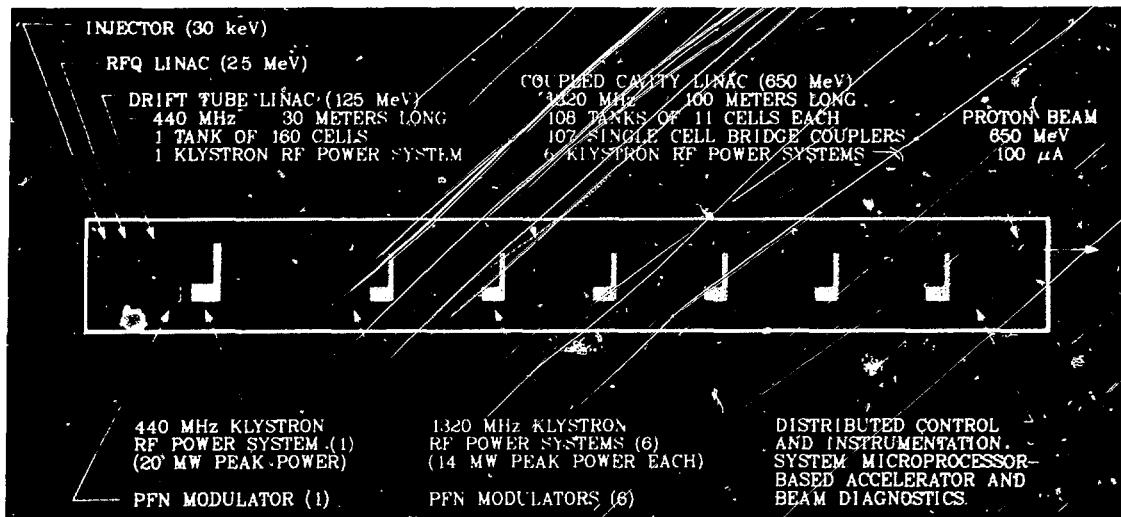 INJECTOR (30 keV)
RFQ LINAC (25 MeV)
DRIFT TUBE LINAC (125 MeV)
440 MHz 30 METERS LONG
1 TANK OF 160 CELLS
1 KLYSTRON RF POWER SYSTEM
COUPLED CAVITY LINAC (650 MeV)
1320 MHz 100 METERS LONG
108 TANKS OF 11 CELLS EACH
107 SINGLE CELL BRIDGE COUPLERS
6 KLYSTRON RF POWER SYSTEMS
PROTON BEAM
650 MeV
100 μA
440 MHz KLYSTRON
RF POWER SYSTEM (1)
(20 MW PEAK POWER)
PFN MODULATOR (1)
1320 MHz KLYSTRON
RF POWER SYSTEMS (6)
(14 MW PEAK POWER EACH)
PFN MODULATORS (6)
DISTRIBUTED CONTROL
AND INSTRUMENTATION
SYSTEM MICROPROCESSOR-
BASED ACCELERATOR AND
BEAM DIAGNOSTICS